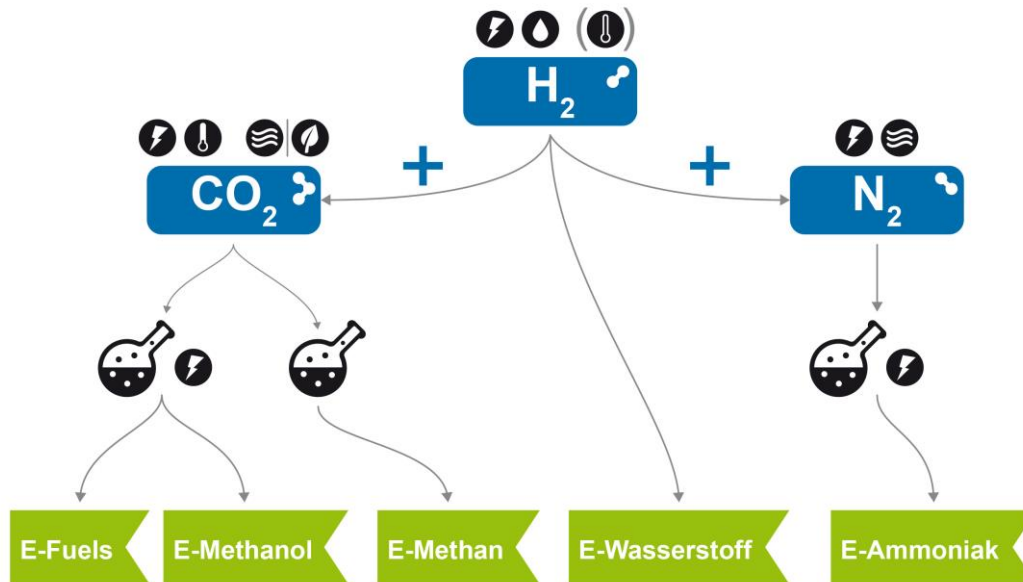 H₂
CO₂
N₂
E-Fuels
E-Methanol
E-Methan
E-Wasserstoff
E-Ammoniak